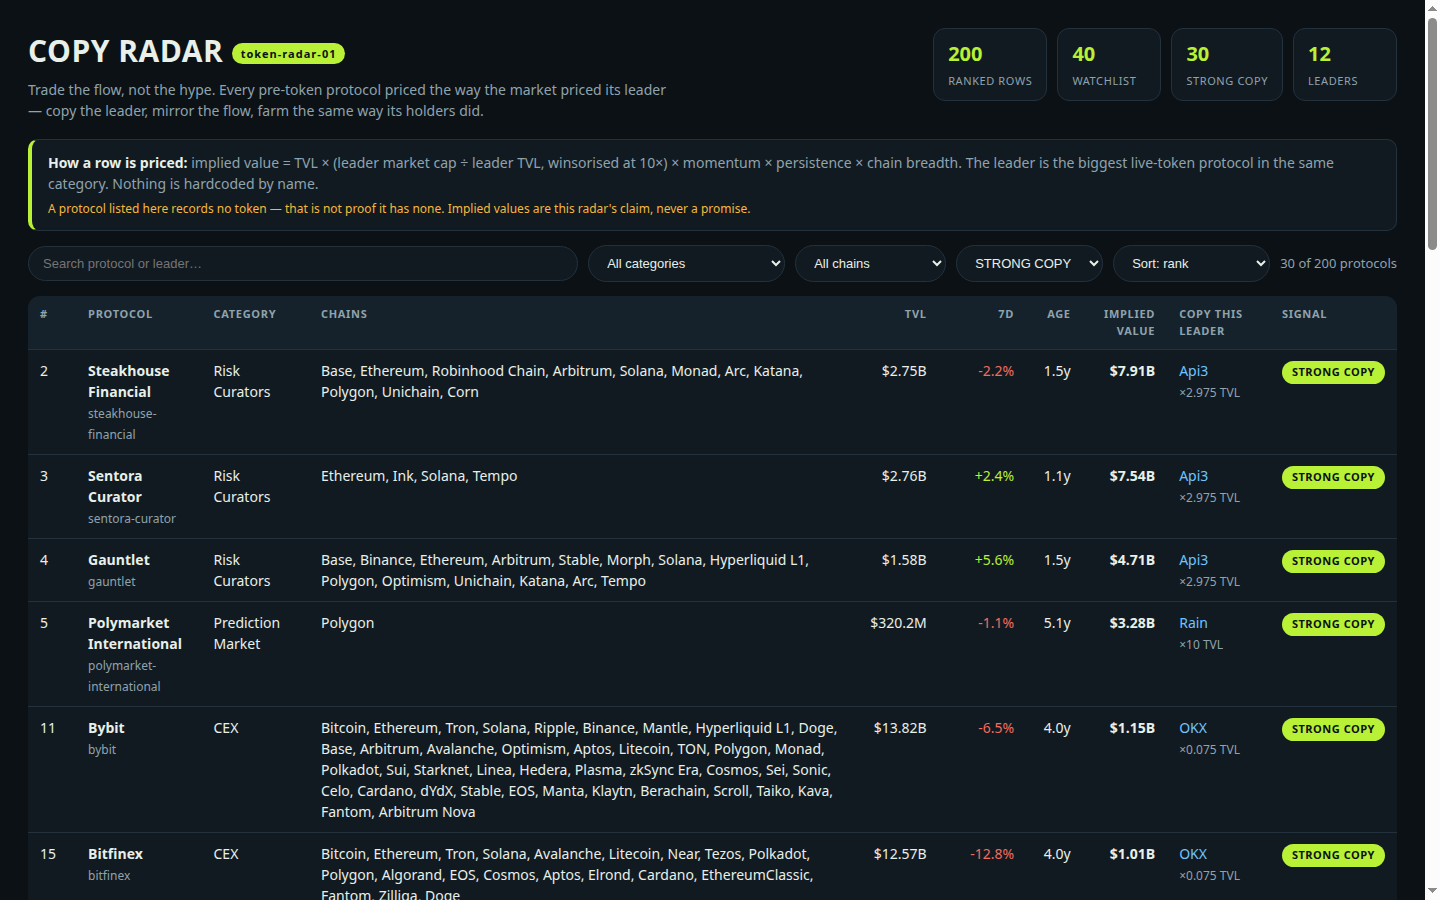 COPY RADAR token-radar-01
Trade the flow, not the hype. Every pre-token protocol priced the way the market priced its leader
— copy the leader, mirror the flow, farm the same way its holders did.
200 40 30 12
RANKED ROWS WATCHLIST STRONG COPY LEADERS
How a row is priced: implied value = TVL × (leader market cap ÷ leader TVL, winsorised at 10×) × momentum × persistence × chain breadth. The leader is the biggest live-token protocol in the same
category. Nothing is hardcoded by name.
A protocol listed here records no token — that is not proof it has none. Implied values are this radar's claim, never a promise.
Search protocol or leader… All categories All chains STRONG COPY Sort: rank 30 of 200 protocols
# PROTOCOL CATEGORY CHAINS TVL 7D AGE IMPLIED COPY THIS SIGNAL
VALUE LEADER
2 Steakhouse Risk Base, Ethereum, Robinhood Chain, Arbitrum, Solana, Monad, Arc, Katana, $2.75B -2.2% 1.5y $7.91B Api3 STRONG COPY
Financial Curators Polygon, Unichain, Corn ×2.975 TVL
steakhouse-
financial
3 Sentora Risk Ethereum, Ink, Solana, Tempo $2.76B +2.4% 1.1y $7.54B Api3 STRONG COPY
Curator Curators ×2.975 TVL
sentora-curator
4 Gauntlet Risk Base, Binance, Ethereum, Arbitrum, Stable, Morph, Solana, Hyperliquid L1, $1.58B +5.6% 1.5y $4.71B Api3 STRONG COPY
gauntlet Curators Polygon, Optimism, Unichain, Katana, Arc, Tempo ×2.975 TVL
5 Polymarket Prediction Polygon $320.2M -1.1% 5.1y $3.28B Rain STRONG COPY
International Market ×10 TVL
polymarket-
international
11 Bybit CEX Bitcoin, Ethereum, Tron, Solana, Ripple, Binance, Mantle, Hyperliquid L1, Doge, $13.82B -6.5% 4.0y $1.15B OKX STRONG COPY
bybit Base, Arbitrum, Avalanche, Optimism, Aptos, Litecoin, TON, Polygon, Monad, ×0.075 TVL
Polkadot, Sui, Starknet, Linea, Hedera, Plasma, zkSync Era, Cosmos, Sei, Sonic,
Celo, Cardano, dYdX, Stable, EOS, Manta, Klaytn, Berachain, Scroll, Taiko, Kava,
Fantom, Arbitrum Nova
15 Bitfinex CEX Bitcoin, Ethereum, Tron, Solana, Avalanche, Litecoin, Near, Tezos, Polkadot, $12.57B -12.8% 4.0y $1.01B OKX STRONG COPY
bitfinex Polygon, Algorand, EOS, Cosmos, Aptos, Elrond, Cardano, EthereumClassic, ×0.075 TVL
Fantom, Zilliqa, Doge